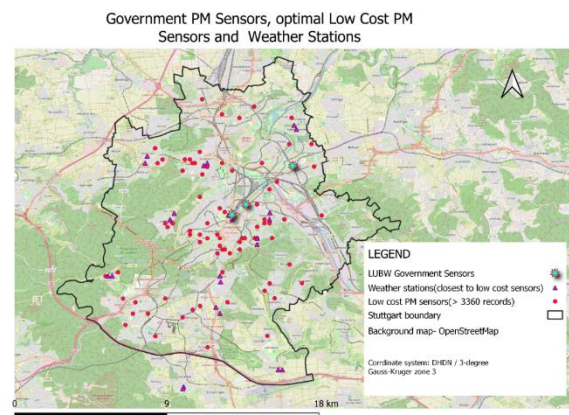 Government PM Sensors, optimal Low Cost PM
Sensors and Weather Stations
LEGEND
LUBW Government Sensors
Weather stations(closest to low cost sensors)
Low cost PM sensors(> 3360 records)
Stuttgart boundary
Background map- OpenStreetMap
Corrdinate system: DHDN / 3-degree
Gauss-Kruger zone 3
9
18 km